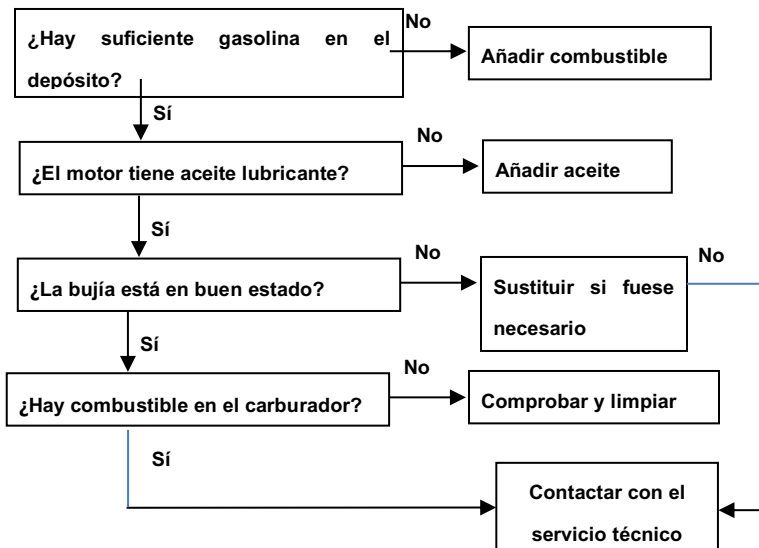 ¿Hay suficiente gasolina en el
depósito?
No
Añadir combustible
Sí
¿El motor tiene aceite lubricante?
No
Añadir aceite
Sí
¿La bujía está en buen estado?
No
Sustituir si fuese
necesario
No
Sí
¿Hay combustible en el carburador?
No
Comprobar y limpiar
Sí
Contactar con el
servicio técnico